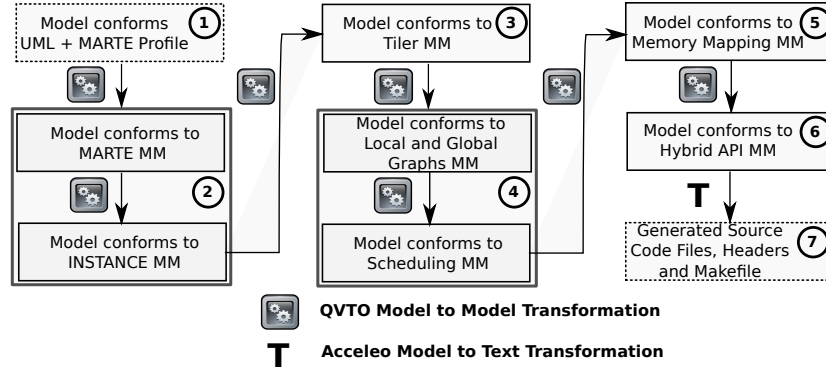 Model conforms
UML + MARTE Profile
1
Model conforms to
MARTE MM
2
Model conforms to
INSTANCE MM
Model conforms to
Tiler MM
3
Model conforms to
Local and Global
Graphs MM
4
Model conforms to
Scheduling MM
Model conforms to
Memory Mapping MM
5
Model conforms to
Hybrid API MM
6
T
Generated Source
Code Files, Headers
and Makefile
7
QVTO Model to Model Transformation
T
Acceleo Model to Text Transformation